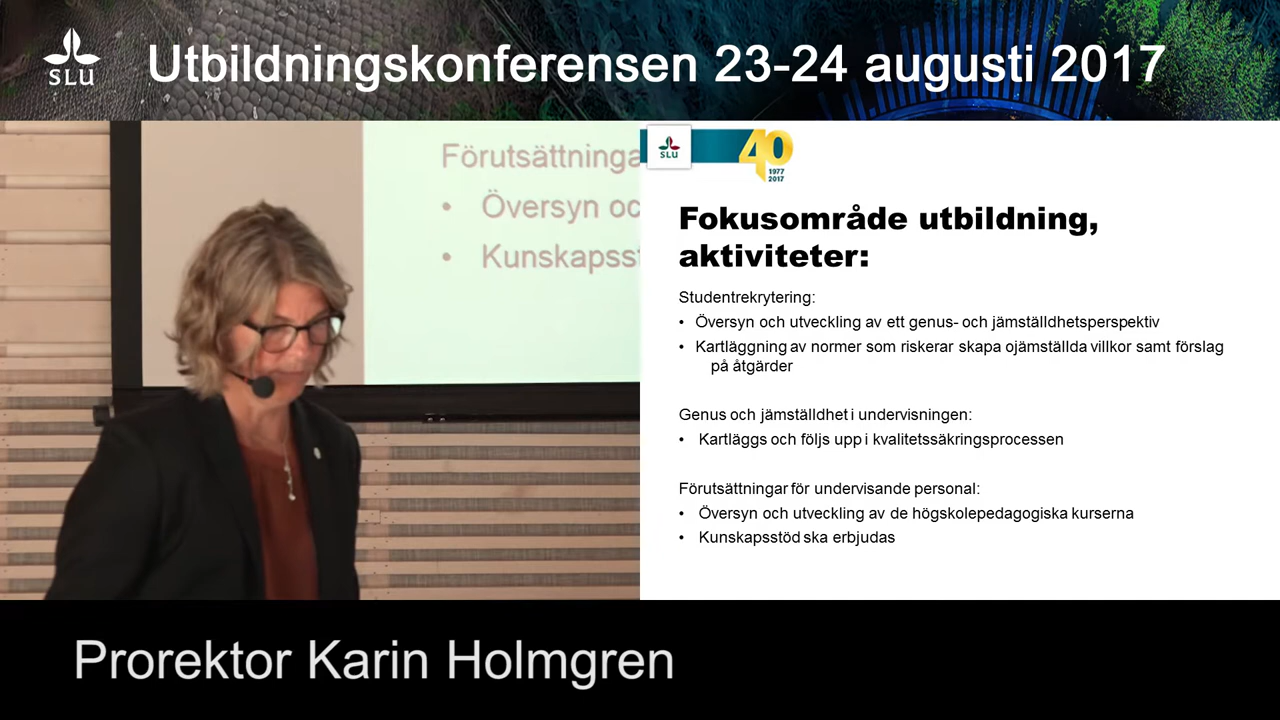 SLU
Utbildningskonferensen 23-24 augusti 2017
Förutsättninga
• Översyn oc
• Kunskapsst
SLU
40
1977
2017
Fokusområde utbildning,
aktiviteter:
Studentrekrytering:
• Översyn och utveckling av ett genus- och jämställdhetsperspektiv
• Kartläggning av normer som riskerar skapa ojämställda villkor samt förslag
på åtgärder
Genus och jämställdhet i undervisningen:
• Kartläggs och följs upp i kvalitetssäkringsprocessen
Förutsättningar för undervisande personal:
• Översyn och utveckling av de högskolepedagogiska kurserna
• Kunskapsstöd ska erbjudas
Prorektor Karin Holmgren